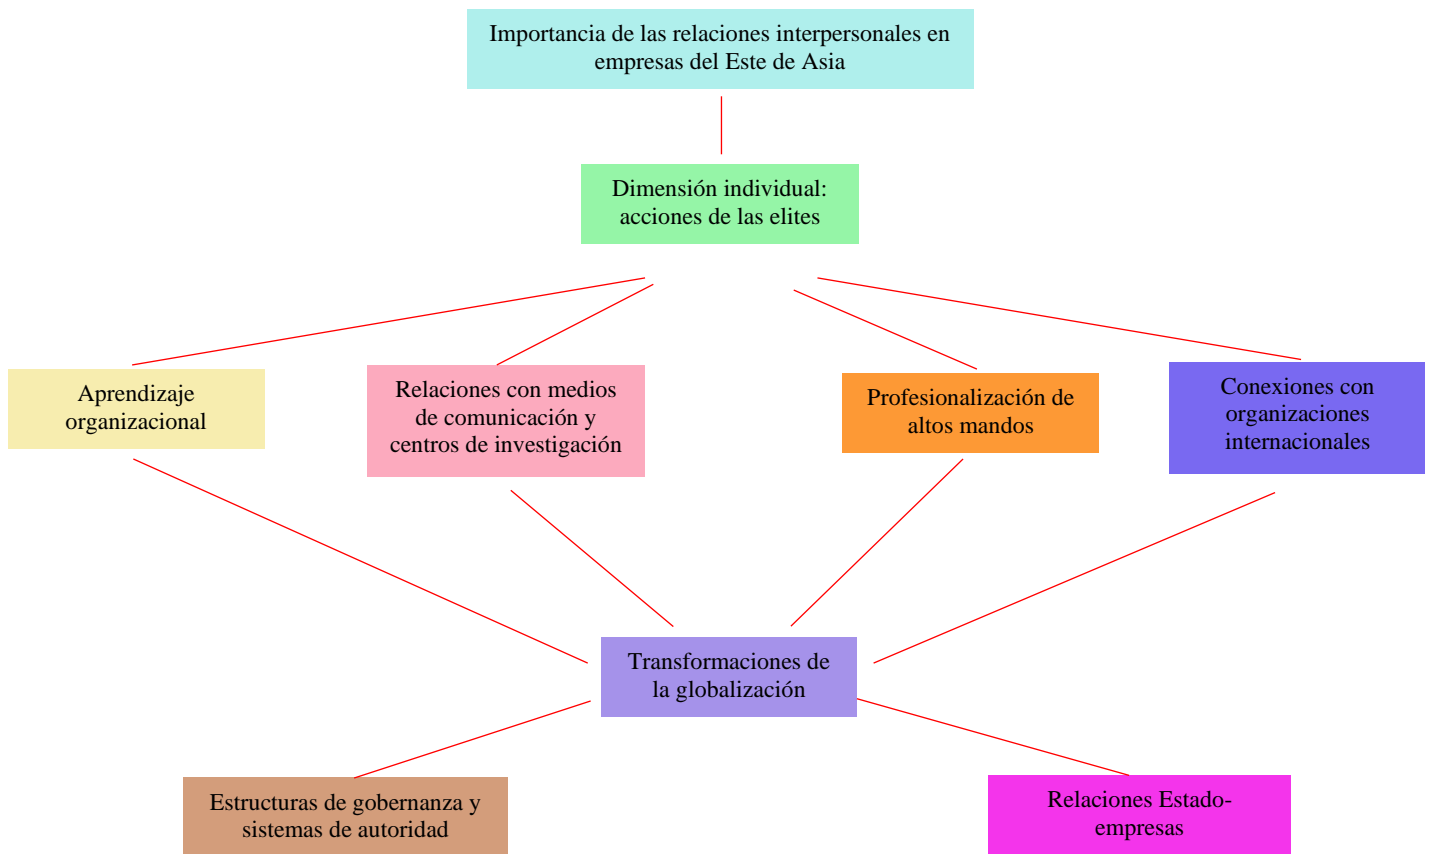 Importancia de las relaciones interpersonales en
empresas del Este de Asia
Dimensión individual:
acciones de las elites
Aprendizaje
organizacional
Relaciones con medios
de comunicación y
centros de investigación
Profesionalización de
altos mandos
Conexiones con
organizaciones
internacionales
Transformaciones de
la globalización
Estructuras de gobernanza y
sistemas de autoridad
Relaciones Estado-
empresas